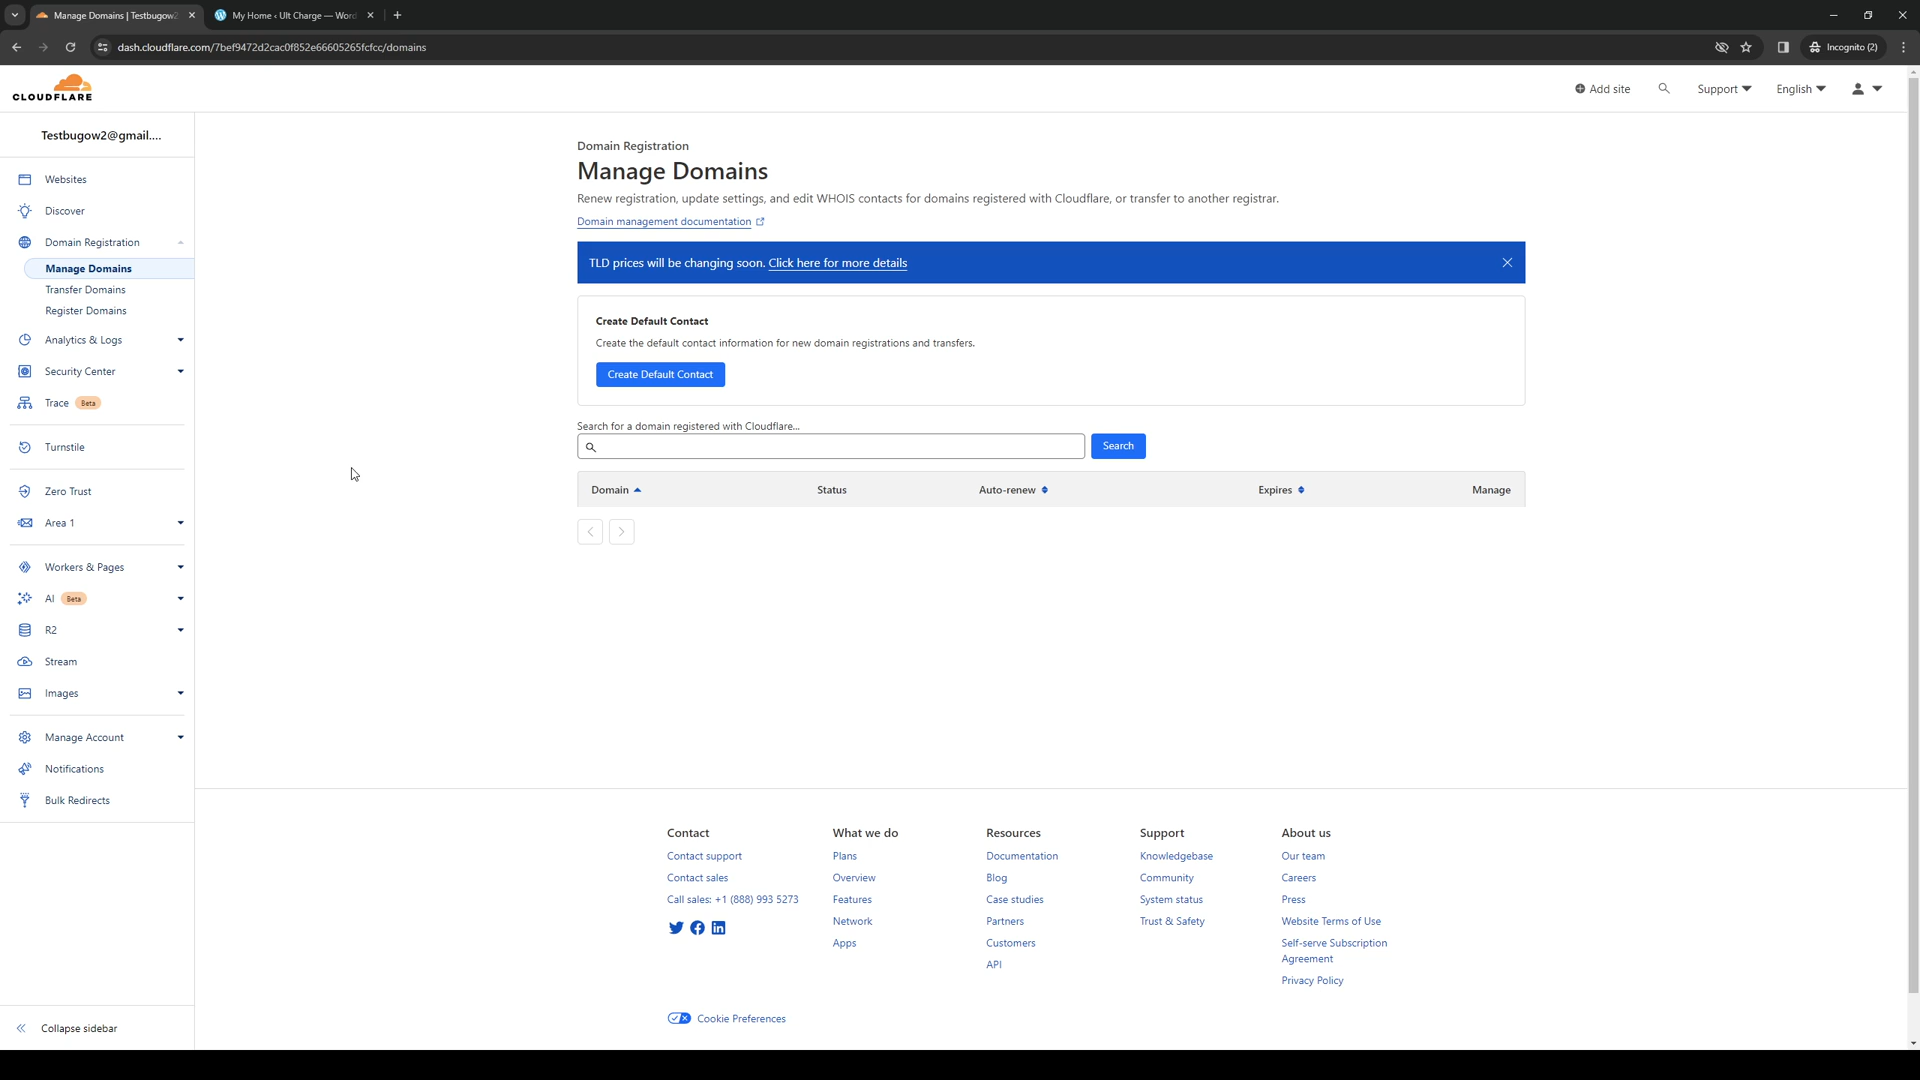 Manage Domains | Testbugow2
My Home ‹ Ult Charge — Word
dash.cloudflare.com/7bef9472d2cac0f852e66605265fcfcc/domains
Incognito (2)
CLOUDFLARE
Add site
Support
English
Testbugow2@gmail....
Websites
Discover
Domain Registration
Manage Domains
Transfer Domains
Register Domains
Analytics & Logs
Security Center
Trace Beta
Turnstile
Zero Trust
Area 1
Workers & Pages
AI Beta
R2
Stream
Images
Manage Account
Notifications
Bulk Redirects
Collapse sidebar
Domain Registration
Manage Domains
Renew registration, update settings, and edit WHOIS contacts for domains registered with Cloudflare, or transfer to another registrar.
Domain management documentation
TLD prices will be changing soon. Click here for more details
Create Default Contact
Create the default contact information for new domain registrations and transfers.
Create Default Contact
Search for a domain registered with Cloudflare...
Search
Domain Status Auto-renew Expires Manage
Contact
Contact support
Contact sales
Call sales: +1 (888) 993 5273
What we do
Plans
Overview
Features
Network
Apps
Resources
Documentation
Blog
Case studies
Partners
Customers
API
Support
Knowledgebase
Community
System status
Trust & Safety
About us
Our team
Careers
Press
Website Terms of Use
Self-serve Subscription
Agreement
Privacy Policy
Cookie Preferences